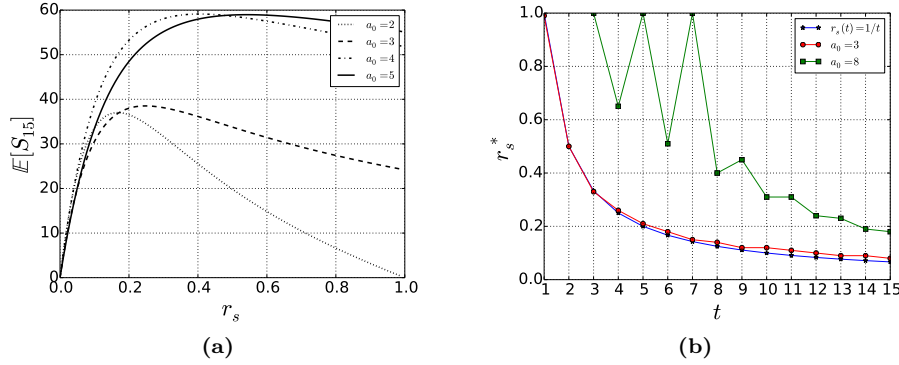 60
50
40
30
20
10
0
𝔼[S₁₅]
a₀=2
a₀=3
a₀=4
a₀=5
0.0 0.2 0.4 0.6 0.8 1.0
rₛ
(a)
1.0
0.8
0.6
0.4
0.2
0.0
rₛ*
rₛ(t)=1/t
a₀=3
a₀=8
1 2 3 4 5 6 7 8 9 10 11 12 13 14 15
t
(b)